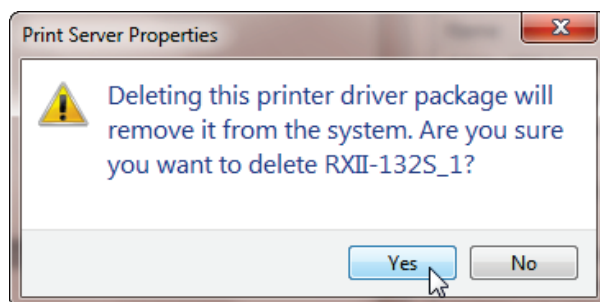 Print Server Properties
Deleting this printer driver package will
remove it from the system. Are you sure
you want to delete RXII-132S_1?
Yes
No